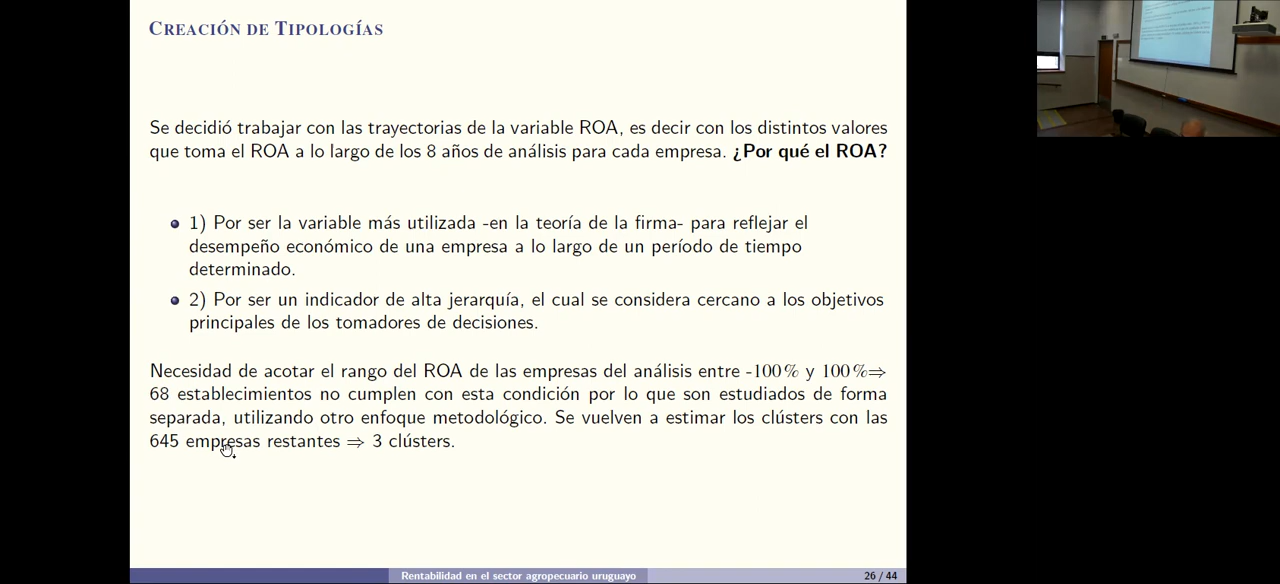 CREACIÓN DE TIPOLOGÍAS
Se decidió trabajar con las trayectorias de la variable ROA, es decir con los distintos valores
que toma el ROA a lo largo de los 8 años de análisis para cada empresa. ¿Por qué el ROA?
1) Por ser la variable más utilizada -en la teoría de la firma- para reflejar el
desempeño económico de una empresa a lo largo de un período de tiempo
determinado.
2) Por ser un indicador de alta jerarquía, el cual se considera cercano a los objetivos
principales de los tomadores de decisiones.
Necesidad de acotar el rango del ROA de las empresas del análisis entre -100 % y 100 %⇒
68 establecimientos no cumplen con esta condición por lo que son estudiados de forma
separada, utilizando otro enfoque metodológico. Se vuelven a estimar los clústers con las
645 empresas restantes ⇒ 3 clústers.
Rentabilidad en el sector agropecuario uruguayo
26 / 44